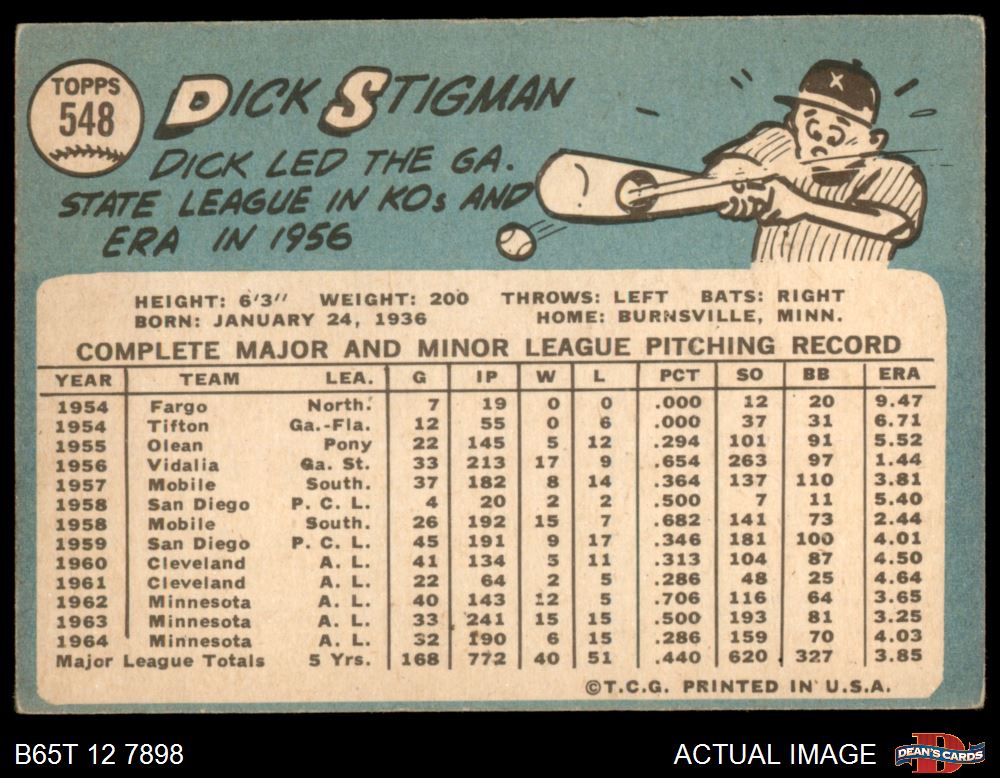 TOPPS
548
DICK STIGMAN
DICK LED THE GA.
STATE LEAGUE IN KOs AND
ERA IN 1956
X
HEIGHT: 6'3" WEIGHT: 200 THROWS: LEFT BATS: RIGHT
BORN: JANUARY 24, 1936 HOME: BURNSVILLE, MINN.
COMPLETE MAJOR AND MINOR LEAGUE PITCHING RECORD
YEAR TEAM LEA. G IP W L PCT SO BB ERA
1954 Fargo North. 7 19 0 0 .000 12 20 9.47
1954 Tifton Ga.-Fla. 12 55 0 6 .000 37 31 6.71
1955 Olean Pony 22 145 5 12 .294 101 91 5.52
1956 Vidalia Ga. St. 33 213 17 9 .654 263 97 1.44
1957 Mobile South. 37 182 8 14 .364 137 110 3.81
1958 San Diego P. C. L. 4 20 2 2 .500 7 11 5.40
1958 Mobile South. 26 192 15 7 .682 141 73 2.44
1959 San Diego P. C. L. 45 191 9 17 .346 181 100 4.01
1960 Cleveland A. L. 41 134 5 11 .313 104 87 4.50
1961 Cleveland A. L. 22 64 2 5 .286 48 25 4.64
1962 Minnesota A. L. 40 143 12 5 .706 116 64 3.65
1963 Minnesota A. L. 33 241 15 15 .500 193 81 3.25
1964 Minnesota A. L. 32 190 6 15 .286 159 70 4.03
Major League Totals 5 Yrs. 168 772 40 51 .440 620 327 3.85
©T.C.G. PRINTED IN U.S.A.
B65T 12 7898 ACTUAL IMAGE DEAN'S CARDS